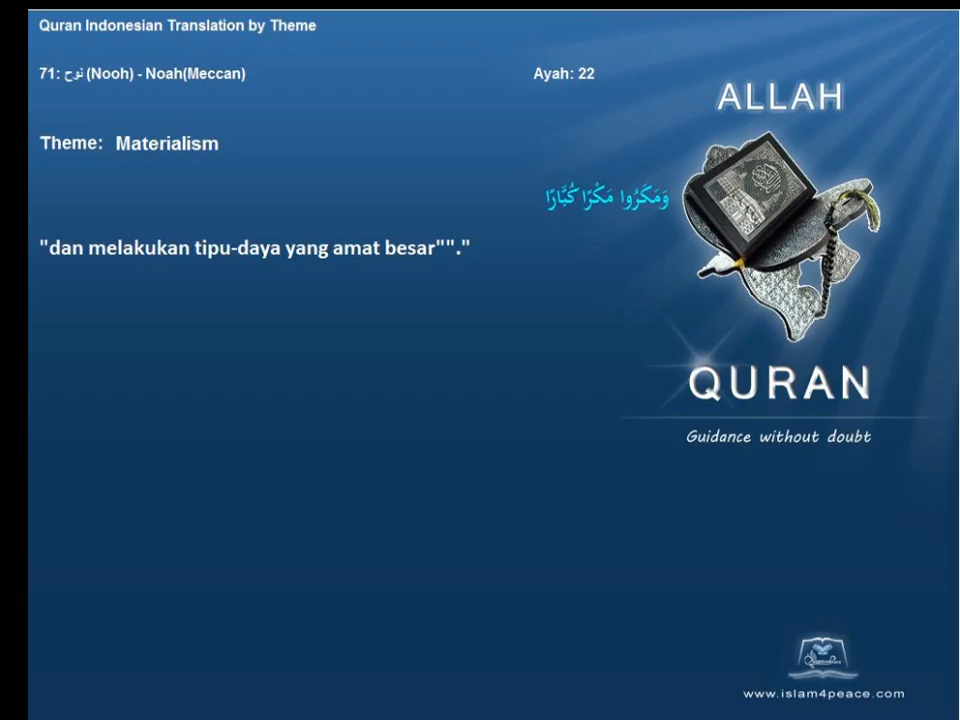 Quran Indonesian Translation by Theme
71: نوح (Nooh) - Noah(Meccan)
Ayah: 22
ALLAH
Theme: Materialism
وَمَكَرُوا مَكْرًا كُبَّارًا
"dan melakukan tipu-daya yang amat besar""."
QURAN
Guidance without doubt
www.islam4peace.com